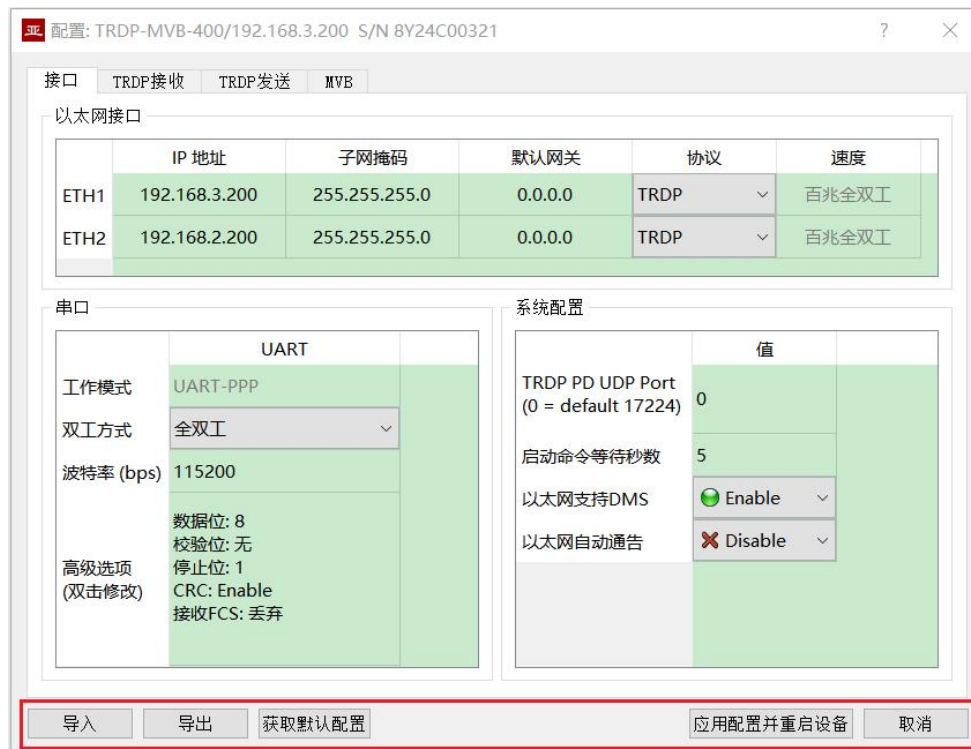 亚 配置: TRDP-MVB-400/192.168.3.200 S/N 8Y24C00321 ?
接口 TRDP接收 TRDP发送 MVB
以太网接口
IP 地址 子网掩码 默认网关 协议 速度
ETH1 192.168.3.200 255.255.255.0 0.0.0.0 TRDP 百兆全双工
ETH2 192.168.2.200 255.255.255.0 0.0.0.0 TRDP 百兆全双工
串口
UART
工作模式 UART-PPP
双工方式 全双工
波特率 (bps) 115200
高级选项
(双击修改)
数据位: 8
校验位: 无
停止位: 1
CRC: Enable
接收FCS: 丢弃
系统配置
值
TRDP PD UDP Port
(0 = default 17224) 0
启动命令等待秒数 5
以太网支持DMS Enable
以太网自动通告 Disable
导入 导出 获取默认配置 应用配置并重启设备 取消